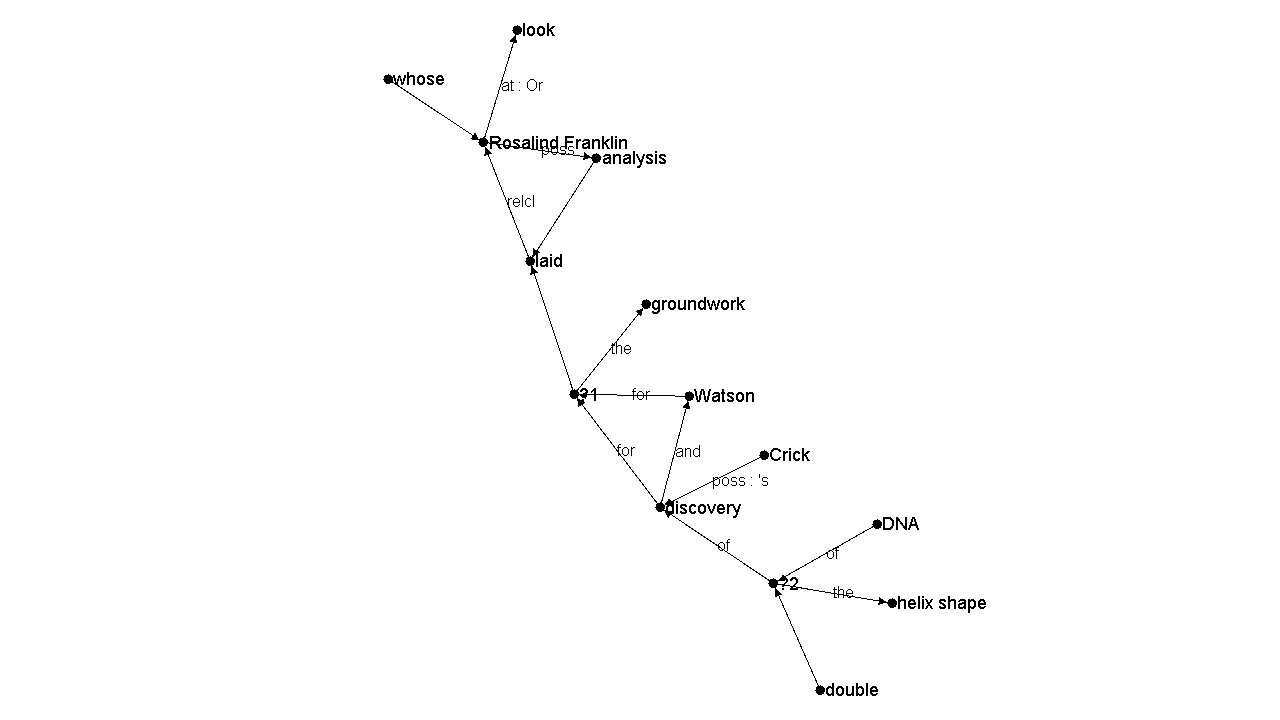 look
whose
at : Or
Rosalind Franklin
poss
analysis
relcl
laid
groundwork
the
?1
for
Watson
for
and
Crick
poss : 's
discovery
DNA
of
of
?2
the
helix shape
double